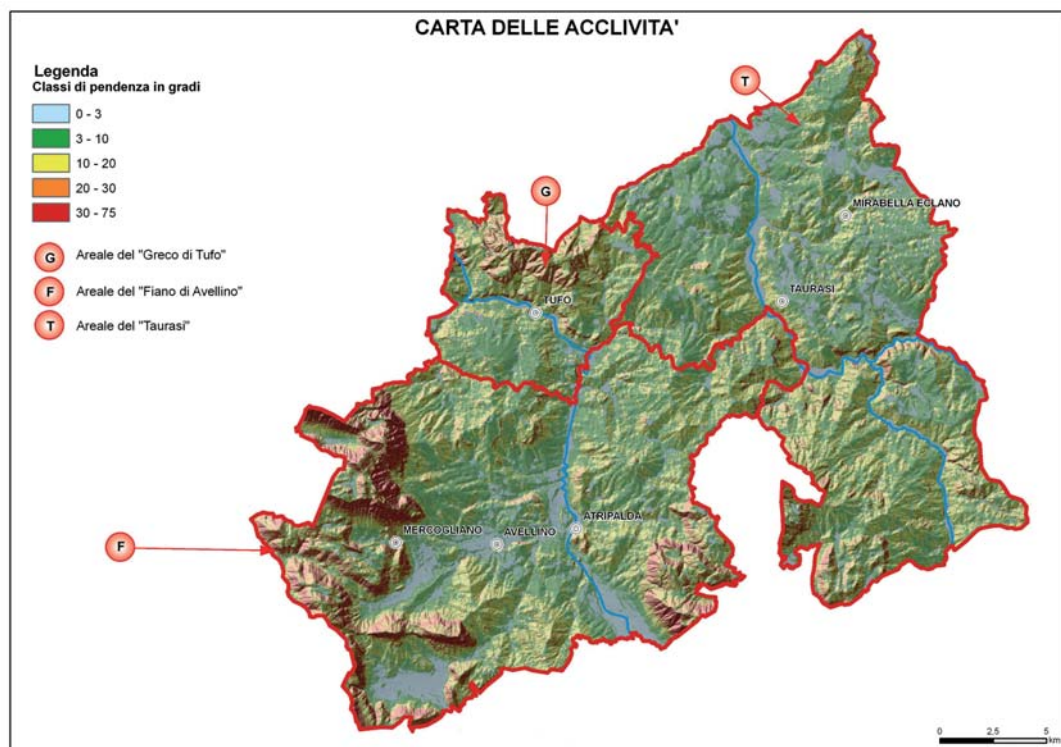 CARTA DELLE ACCLIVITA'
Legenda
Classi di pendenza in gradi
0 - 3
3 - 10
10 - 20
20 - 30
30 - 75
G Areale del "Greco di Tufo"
F Areale del "Fiano di Avellino"
T Areale del "Taurasi"
T
MIRABELLA ECLANO
G
TAURASI
TUFO
ATRIPALDA
MERCOGLIANO
AVELLINO
F
0 2.5 5
km